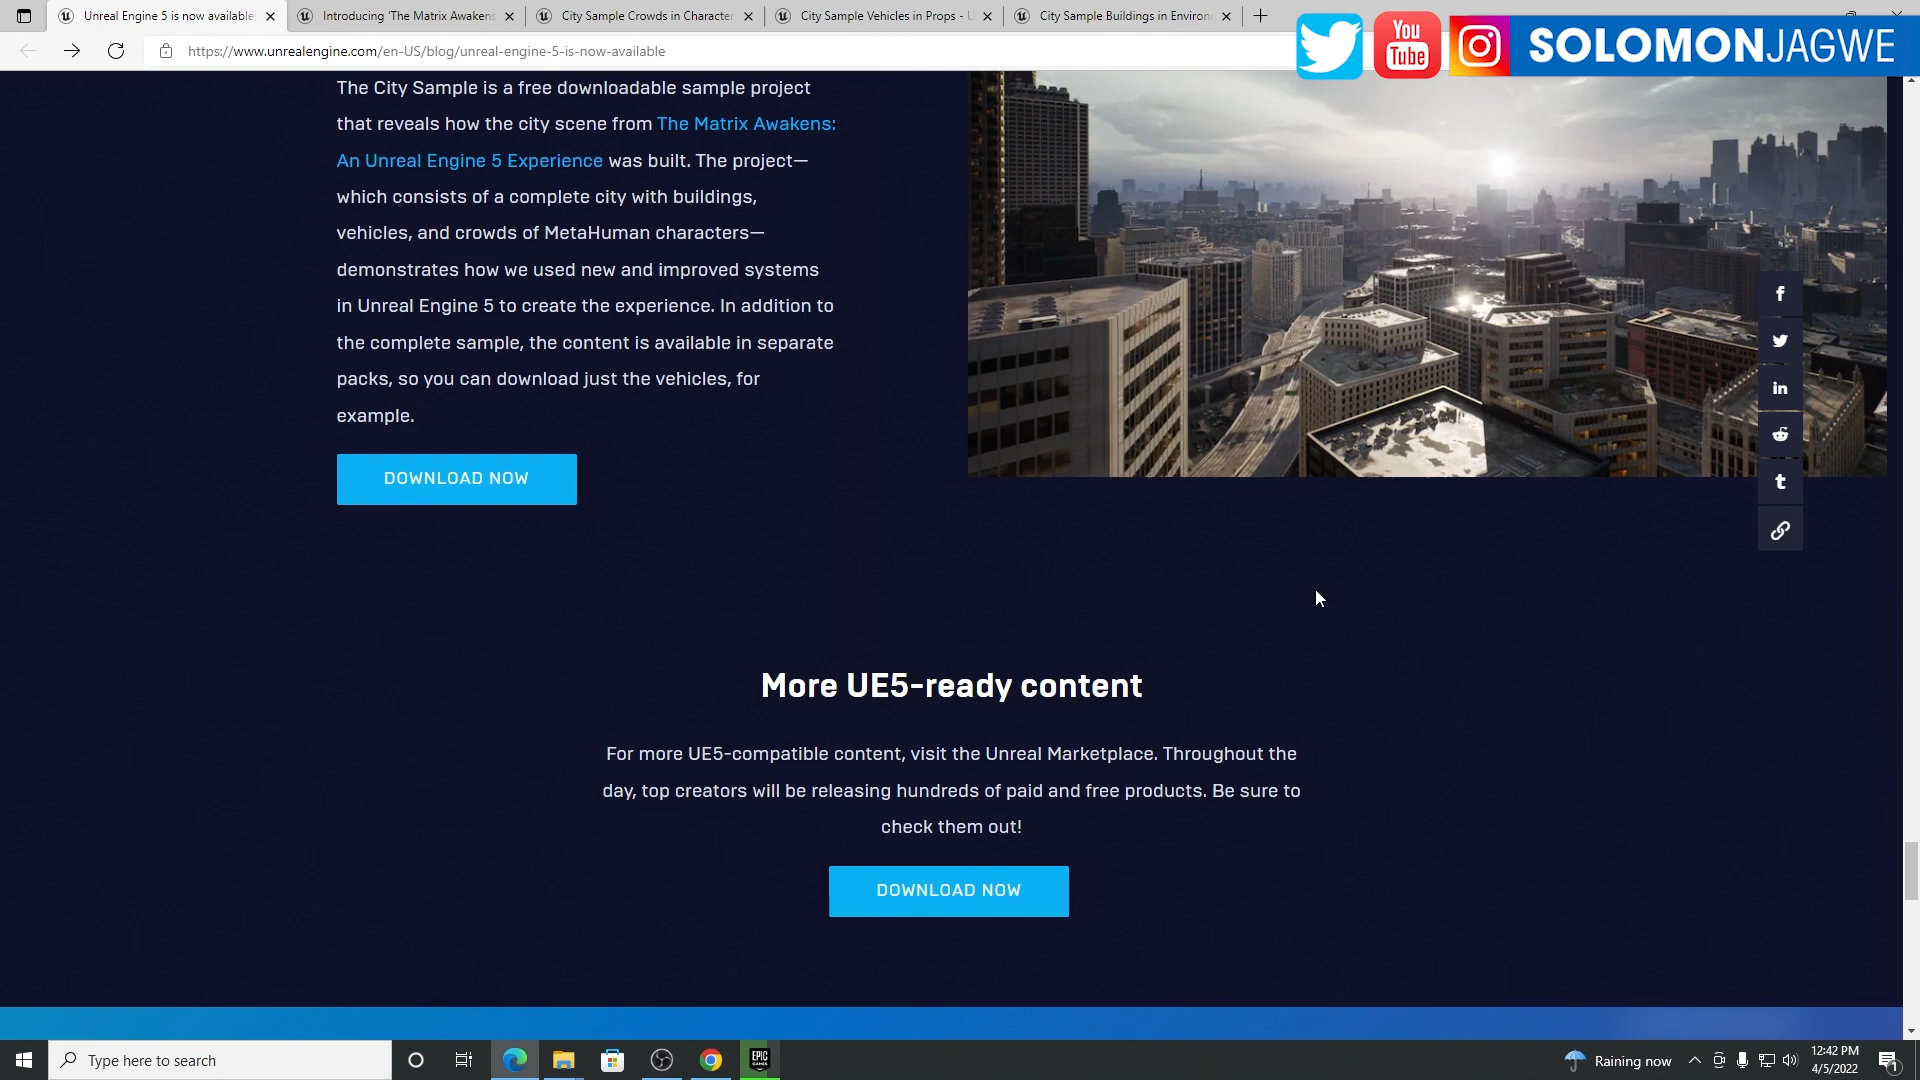 Unreal Engine 5 is now available!
Introducing 'The Matrix Awakens
City Sample Crowds in Character
City Sample Vehicles in Props - U
City Sample Buildings in Environ
https://www.unrealengine.com/en-US/blog/unreal-engine-5-is-now-available
You
Tube
SOLOMONJAGWE
The City Sample is a free downloadable sample project
that reveals how the city scene from The Matrix Awakens:
An Unreal Engine 5 Experience was built. The project—
which consists of a complete city with buildings,
vehicles, and crowds of MetaHuman characters—
demonstrates how we used new and improved systems
in Unreal Engine 5 to create the experience. In addition to
the complete sample, the content is available in separate
packs, so you can download just the vehicles, for
example.
DOWNLOAD NOW
More UE5-ready content
For more UE5-compatible content, visit the Unreal Marketplace. Throughout the
day, top creators will be releasing hundreds of paid and free products. Be sure to
check them out!
DOWNLOAD NOW
Type here to search
EPIC
GAMES
Raining now
12:42 PM
4/5/2022
1